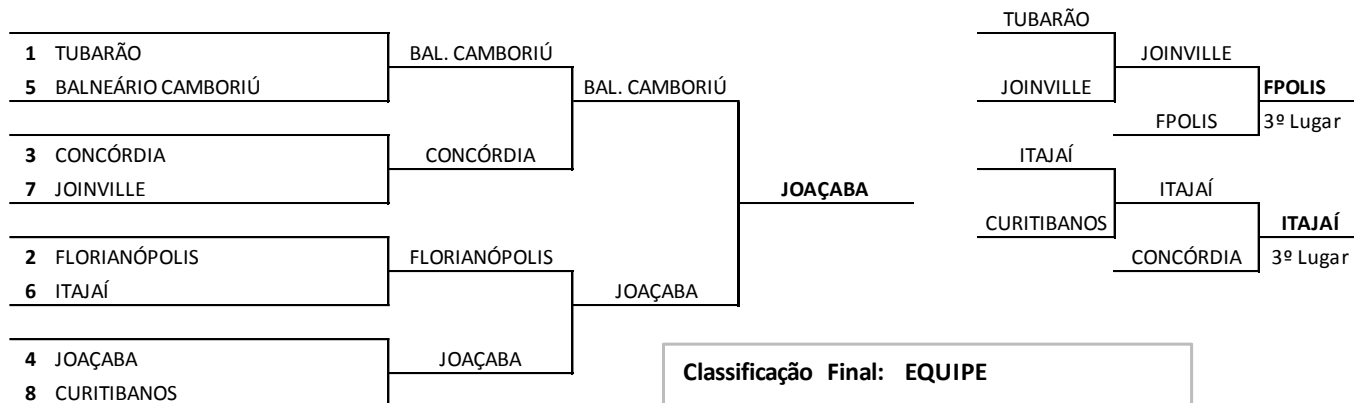 TUBARÃO
1 TUBARÃO
BAL. CAMBORIÚ
JOINVILLE
5 BALNEÁRIO CAMBORIÚ
BAL. CAMBORIÚ
JOINVILLE
FPOLIS
FPOLIS
3º Lugar
3 CONCÓRDIA
CONCÓRDIA
ITAJAÍ
7 JOINVILLE
JOAÇABA
ITAJAÍ
CURITIBANOS
ITAJAÍ
2 FLORIANÓPOLIS
FLORIANÓPOLIS
CONCÓRDIA
3º Lugar
6 ITAJAÍ
JOAÇABA
4 JOAÇABA
JOAÇABA
Classificação Final: EQUIPE
8 CURITIBANOS